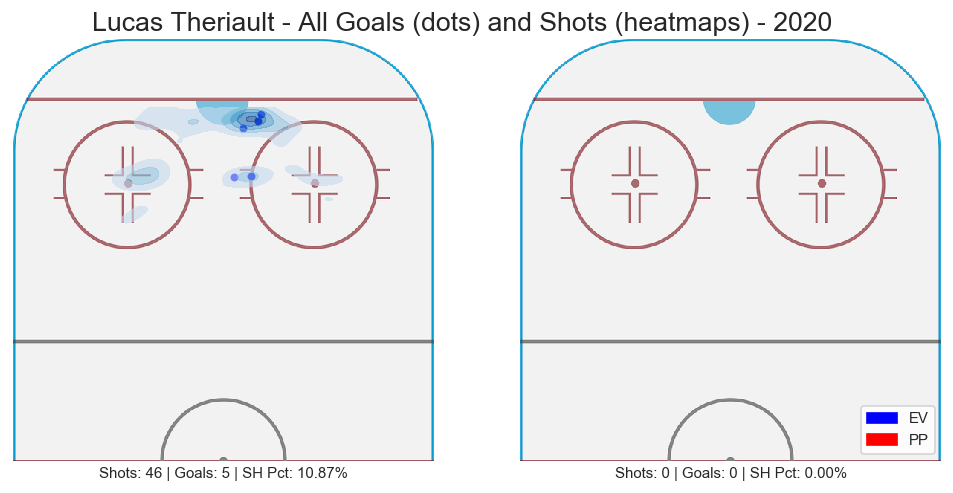 Lucas Theriault - All Goals (dots) and Shots (heatmaps) - 2020
EV
PP
Shots: 46 | Goals: 5 | SH Pct: 10.87%
Shots: 0 | Goals: 0 | SH Pct: 0.00%